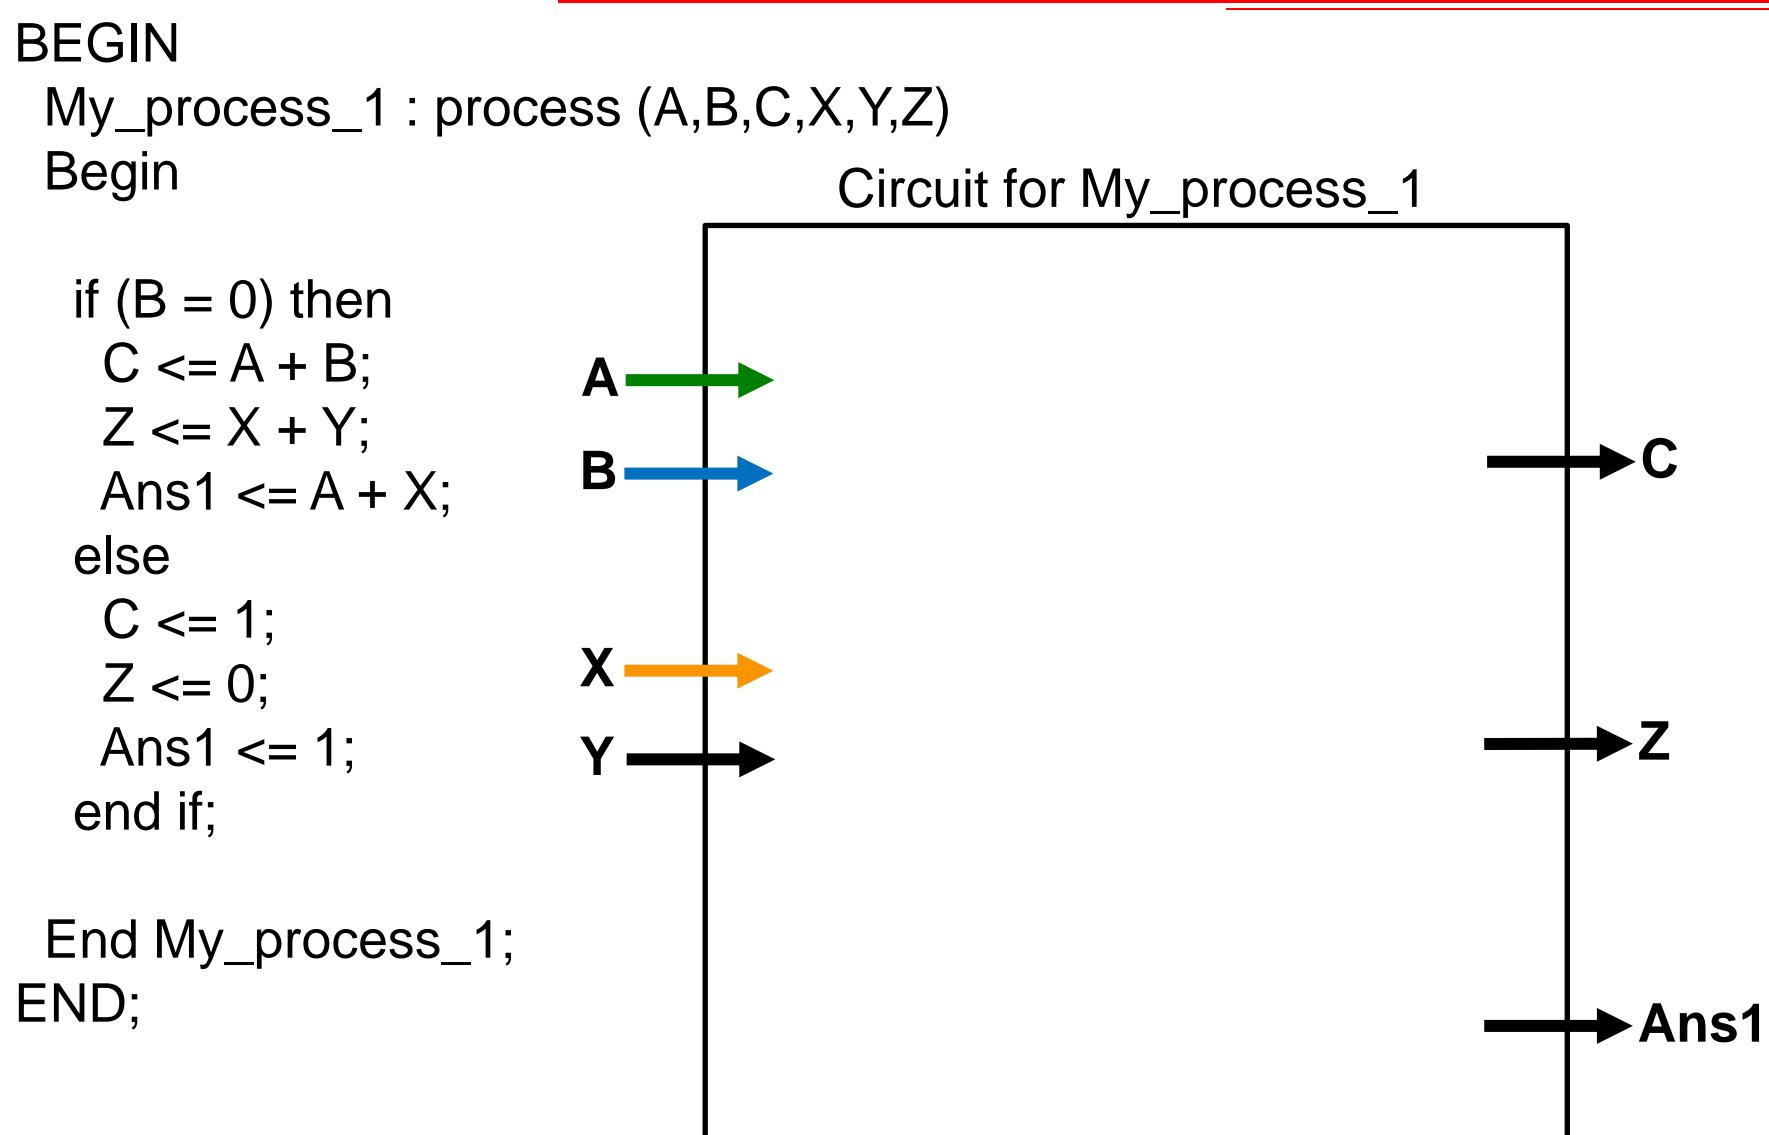 BEGIN
My_process_1 : process (A,B,C,X,Y,Z)
Begin
Circuit for My_process_1
if (B = 0) then
C <= A + B;
Z <= X + Y;
Ans1 <= A + X;
else
C <= 1;
Z <= 0;
Ans1 <= 1;
end if;
End My_process_1;
END;
A
B
X
Y
C
Z
Ans1